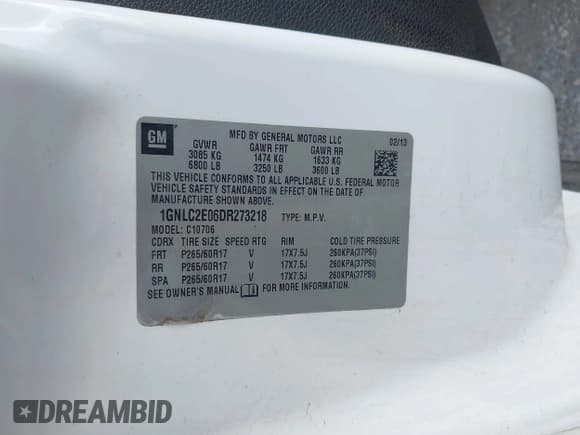 GM
MFD BY GENERAL MOTORS LLC 02/13
GVWR GAWR FRT GAWR RR
3085 KG 1474 KG 1633 KG
6800 LB 3250 LB 3600 LB
THIS VEHICLE CONFORMS TO ALL APPLICABLE U.S. FEDERAL MOTOR
VEHICLE SAFETY STANDARDS IN EFFECT ON THE DATE OF
MANUFACTURE SHOWN ABOVE.
1GNLC2E06DR273218 TYPE: M.P.V.
MODEL: C10706
CDRX TIRE SIZE SPEED RTG RIM COLD TIRE PRESSURE
FRT P265/60R17 V 17X7.5J 260KPA(37PSI)
RR P265/60R17 V 17X7.5J 260KPA(37PSI)
SPA P265/60R17 V 17X7.5J 260KPA(37PSI)
SEE OWNER'S MANUAL FOR MORE INFORMATION.
DREAMBID